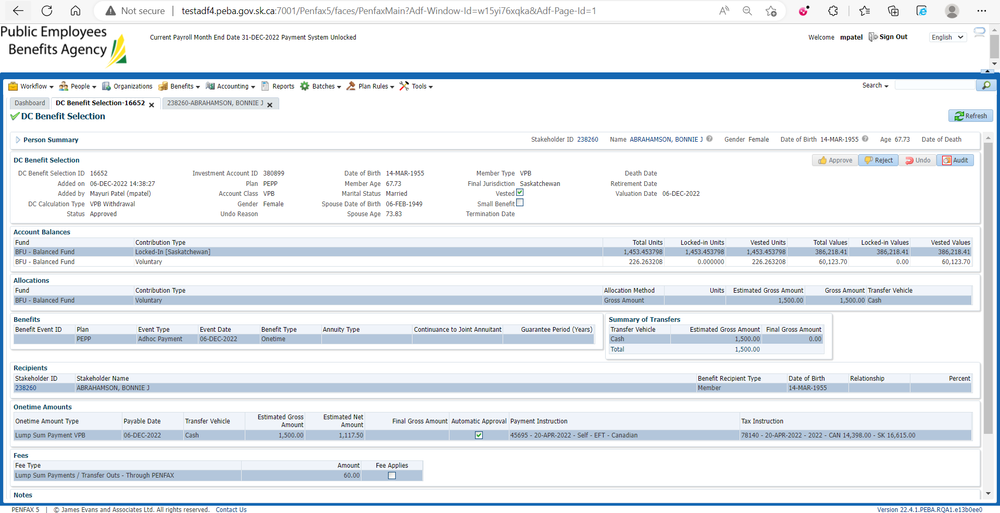 Not secure | testadf4.peba.gov.sk.ca:7001/Penfax5/faces/PenfaxMain?Adf-Window-Id=w15yi76xqka&Adf-Page-Id=1
Public Employees
Benefits Agency
Current Payroll Month End Date 31-DEC-2022 Payment System Unlocked
Welcome mpatel Sign Out English
Workflow People Organizations Benefits Accounting Reports Batches Plan Rules Tools Search
Dashboard DC Benefit Selection-16652 238260-ABRAHAMSON, BONNIE J
DC Benefit Selection Refresh
Person Summary Stakeholder ID 238260 Name ABRAHAMSON, BONNIE J Gender Female Date of Birth 14-MAR-1955 Age 67.73 Date of Death
DC Benefit Selection Approve Reject Undo Audit
DC Benefit Selection ID 16652 Investment Account ID 380899 Date of Birth 14-MAR-1955 Member Type VPB Death Date
Added on 06-DEC-2022 14:38:27 Plan PEPP Member Age 67.73 Final Jurisdiction Saskatchewan Retirement Date
Added by Mayuri Patel (mpatel) Account Class VPB Marital Status Married Vested Valuation Date 06-DEC-2022
DC Calculation Type VPB Withdrawal Gender Female Spouse Date of Birth 06-FEB-1949 Small Benefit
Status Approved Undo Reason Spouse Age 73.83 Termination Date
Account Balances
Fund Contribution Type Total Units Locked-in Units Vested Units Total Values Locked-in Values Vested Values
BFU - Balanced Fund Locked-In [Saskatchewan] 1,453.453798 1,453.453798 1,453.453798 386,218.41 386,218.41 386,218.41
BFU - Balanced Fund Voluntary 226.263208 0.000000 226.263208 60,123.70 0.00 60,123.70
Allocations
Fund Contribution Type Allocation Method Units Estimated Gross Amount Gross Amount Transfer Vehicle
BFU - Balanced Fund Voluntary Gross Amount 1,500.00 1,500.00 Cash
Benefits
Benefit Event ID Plan Event Type Event Date Benefit Type Annuity Type Continuance to Joint Annuitant Guarantee Period (Years)
PEPP Adhoc Payment 06-DEC-2022 Onetime
Summary of Transfers
Transfer Vehicle Estimated Gross Amount Final Gross Amount
Cash 1,500.00 0.00
Total 1,500.00
Recipients
Stakeholder ID Stakeholder Name Benefit Recipient Type Date of Birth Relationship Percent
238260 ABRAHAMSON, BONNIE J Member 14-MAR-1955
Onetime Amounts
Onetime Amount Type Payable Date Transfer Vehicle Estimated Gross Amount Estimated Net Amount Final Gross Amount Automatic Approval Payment Instruction Tax Instruction
Lump Sum Payment VPB 06-DEC-2022 Cash 1,500.00 1,117.50 45695 - 20-APR-2022 - Self - EFT - Canadian 78140 - 20-APR-2022 - 2022 - CAN 14,398.00 - SK 16,615.00
Fees
Fee Type Amount Fee Applies
Lump Sum Payments / Transfer Outs - Through PENFAX 60.00
Notes
PENFAX 5 | © James Evans and Associates Ltd. All rights reserved. Contact Us Version 22.4.1.PEBA.RQA1.e13b0ee0